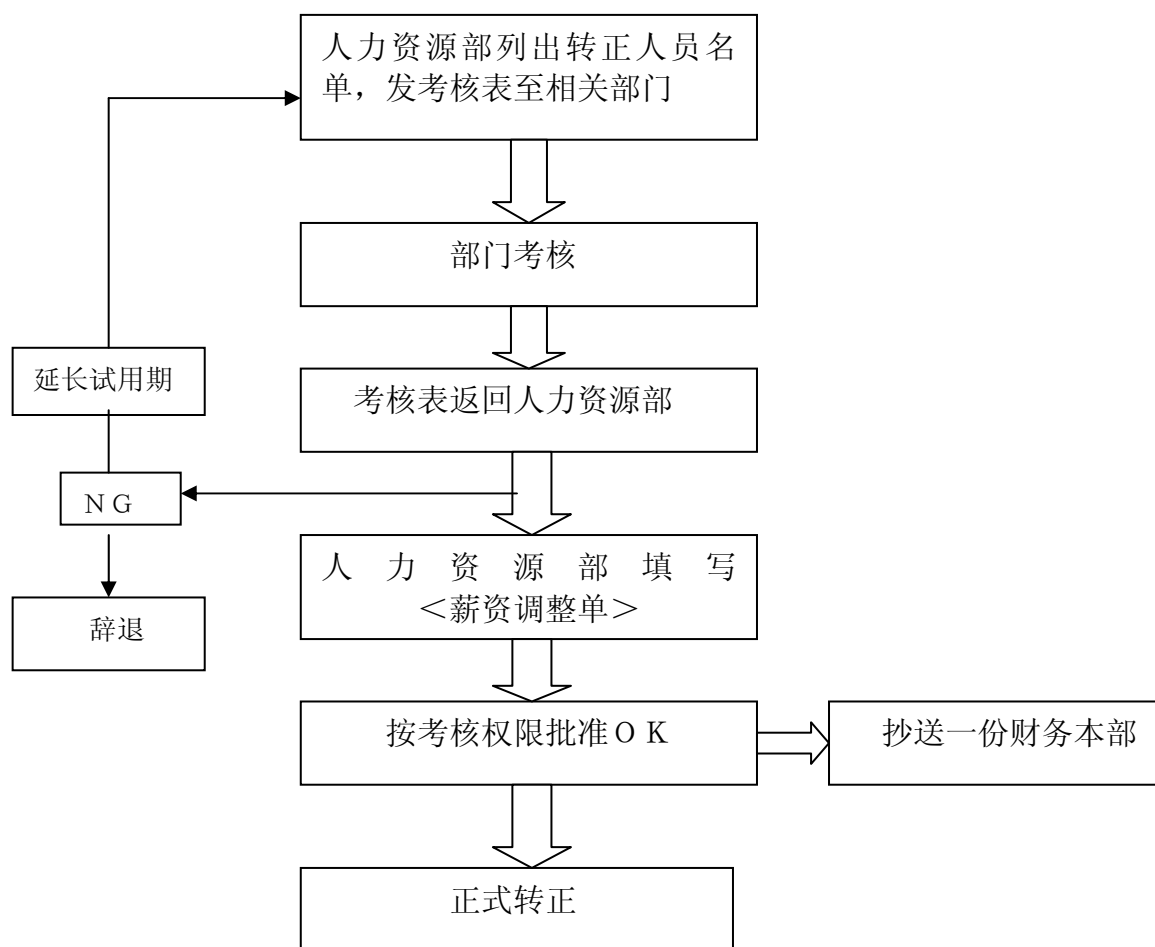 人力资源部列出转正人员名
单，发考核表至相关部门
部门考核
延长试用期
考核表返回人力资源部
ＮＧ
人力资源部填写
＜薪资调整单＞
辞退
按考核权限批准ＯＫ
抄送一份财务本部
正式转正